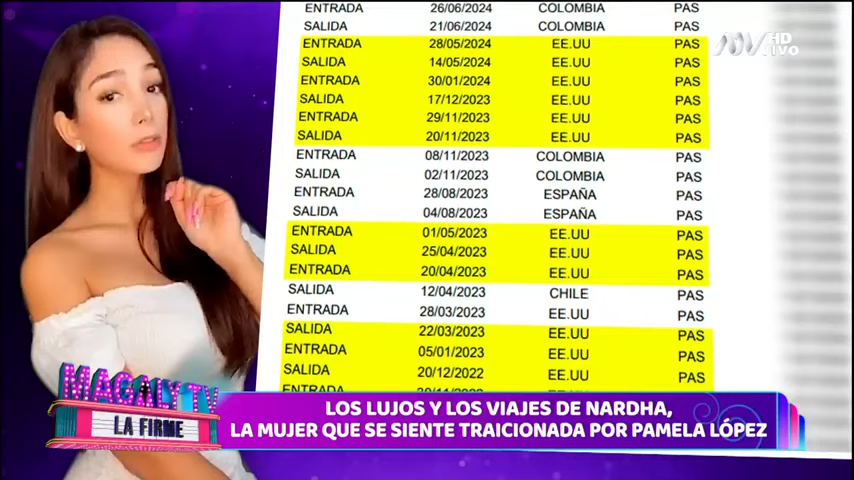 ENTRADA 26/06/2024 COLOMBIA PAS
SALIDA 21/06/2024 COLOMBIA PAS
ENTRADA 28/05/2024 EE.UU PAS
SALIDA 14/05/2024 EE.UU PAS
ENTRADA 30/01/2024 EE.UU PAS
SALIDA 17/12/2023 EE.UU PAS
ENTRADA 29/11/2023 EE.UU PAS
SALIDA 20/11/2023 EE.UU PAS
ENTRADA 08/11/2023 COLOMBIA PAS
SALIDA 02/11/2023 COLOMBIA PAS
ENTRADA 28/08/2023 ESPAÑA PAS
SALIDA 04/08/2023 ESPAÑA PAS
ENTRADA 01/05/2023 EE.UU PAS
SALIDA 25/04/2023 EE.UU PAS
ENTRADA 20/04/2023 EE.UU PAS
SALIDA 12/04/2023 CHILE PAS
ENTRADA 28/03/2023 EE.UU PAS
SALIDA 22/03/2023 EE.UU PAS
ENTRADA 05/01/2023 EE.UU PAS
SALIDA 20/12/2022 EE.UU PAS
ENTRADA
ATV HD
VIVO
MAGALY TV
LA FIRME
LOS LUJOS Y LOS VIAJES DE NARDHA,
LA MUJER QUE SE SIENTE TRAICIONADA POR PAMELA LÓPEZ